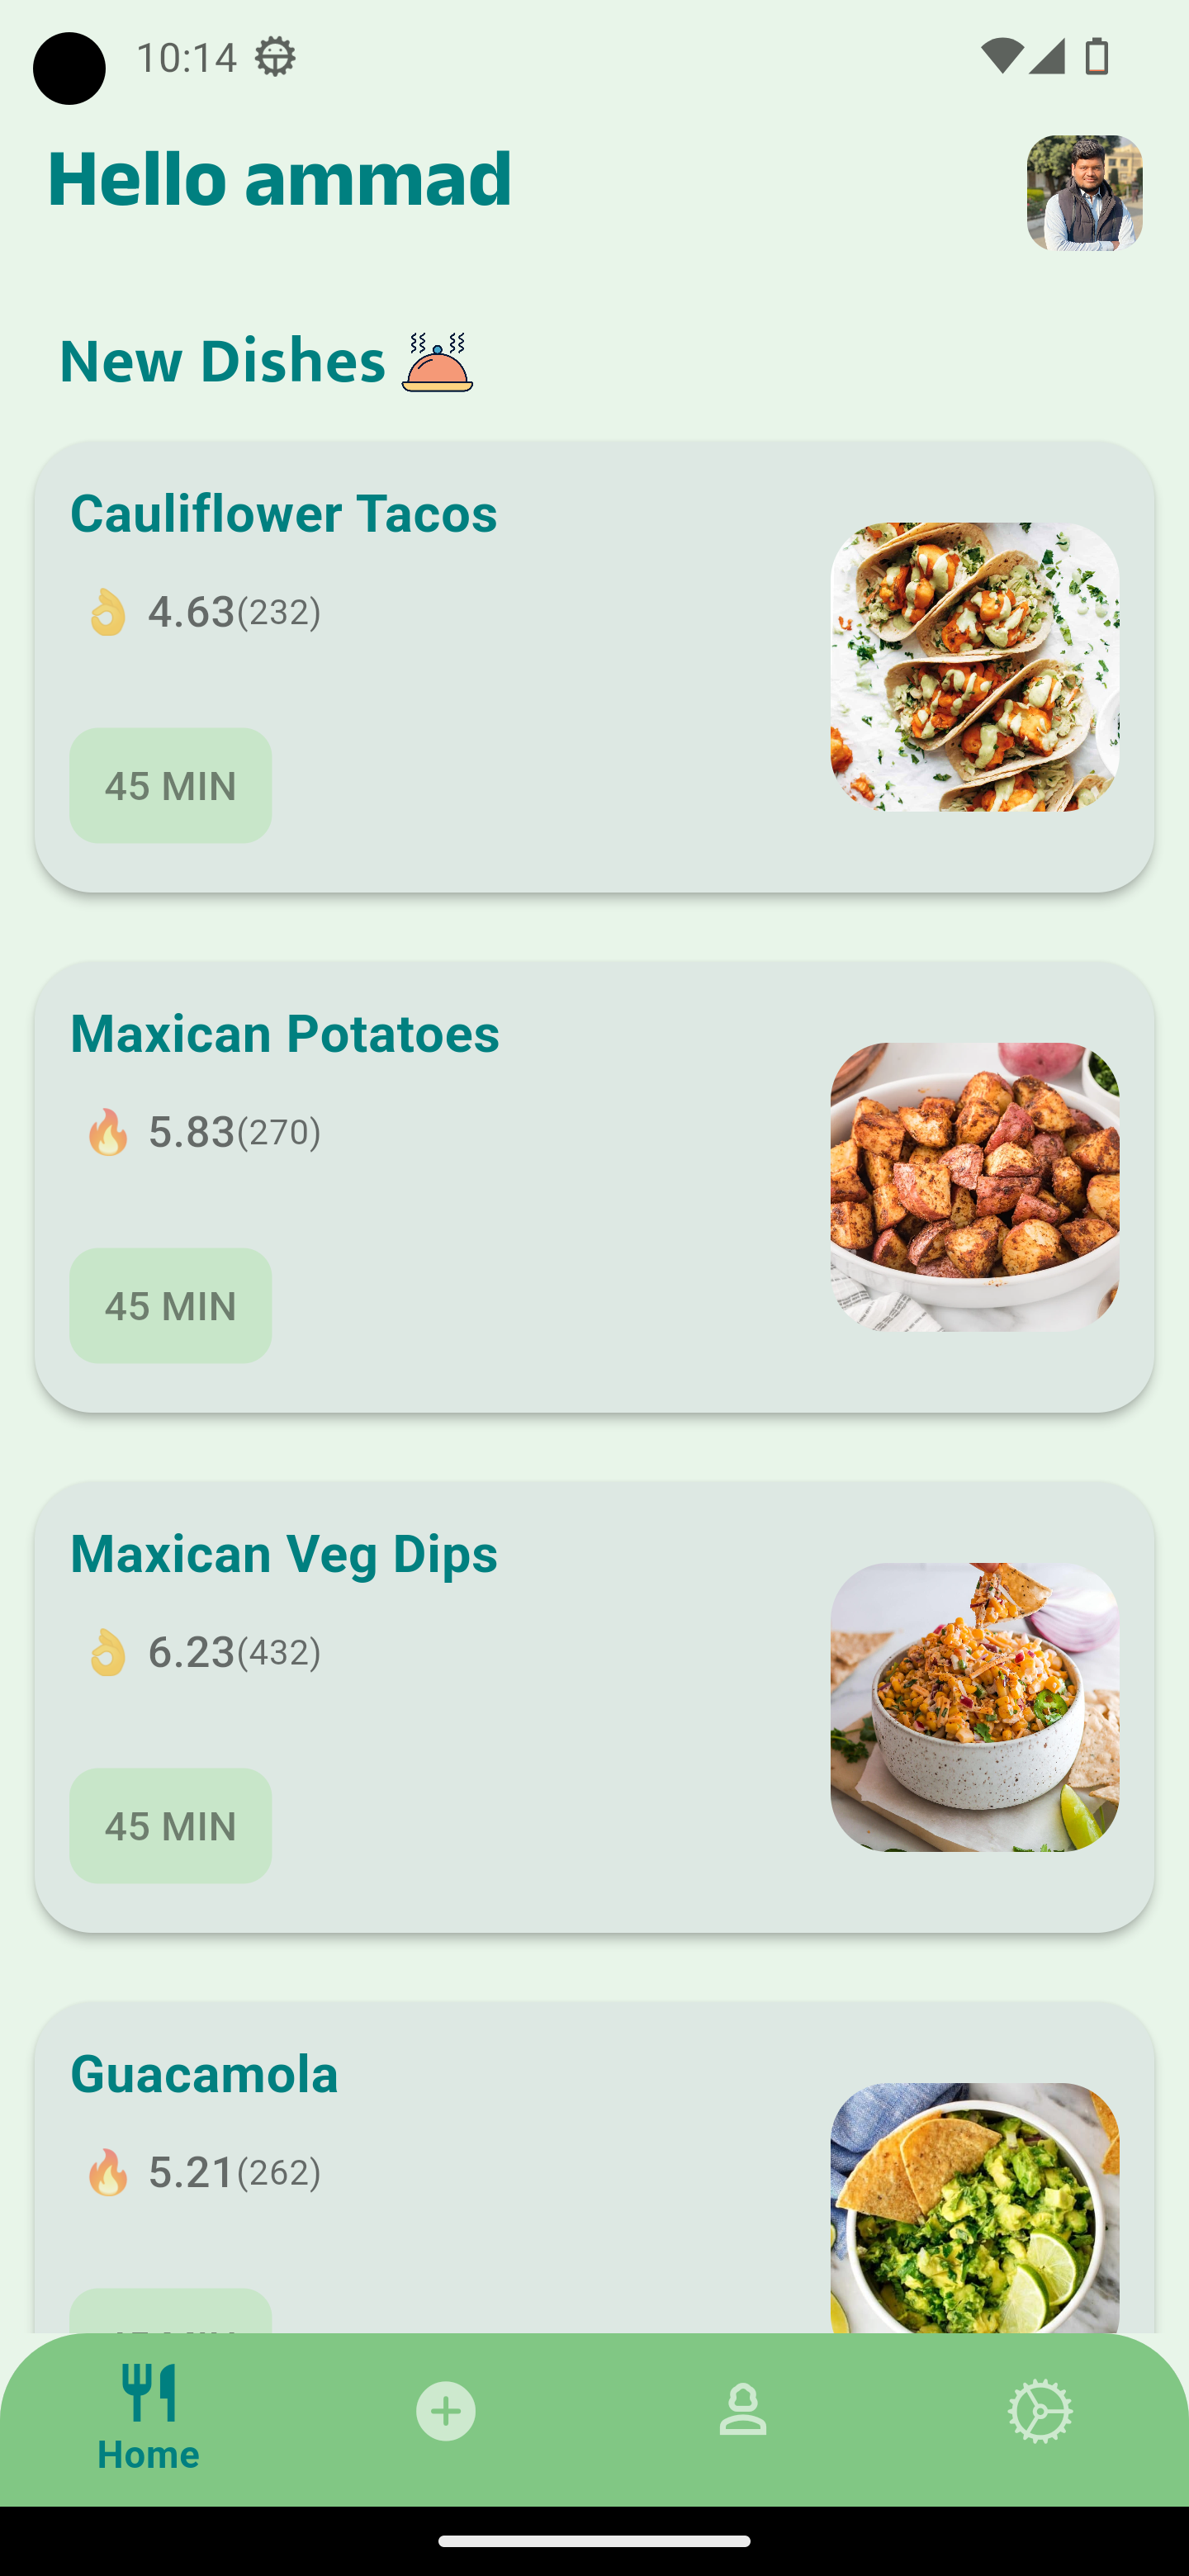 10:14
Hello ammad
New Dishes
Cauliflower Tacos
👌 4.63(232)
45 MIN
Maxican Potatoes
🔥 5.83(270)
45 MIN
Maxican Veg Dips
👌 6.23(432)
45 MIN
Guacamola
🔥 5.21(262)
Home